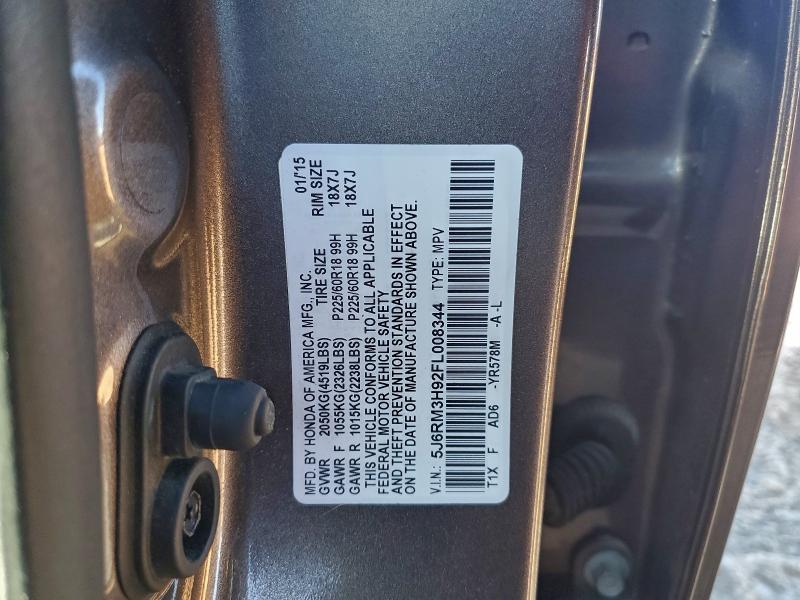 MFD. BY HONDA OF AMERICA MFG., INC. 01/'15
GVWR 2050KG(4519LBS) TIRE SIZE RIM SIZE
GAWR F 1055KG(2326LBS) P225/60R18 99H 18X7J
GAWR R 1015KG(2238LBS) P225/60R18 99H 18X7J
THIS VEHICLE CONFORMS TO ALL APPLICABLE
FEDERAL MOTOR VEHICLE SAFETY
AND THEFT PREVENTION STANDARDS IN EFFECT
ON THE DATE OF MANUFACTURE SHOWN ABOVE.
V.I.N.: 5J6RM3H92FL008344 TYPE: MPV
T1X F AD6 -YR578M -A -L